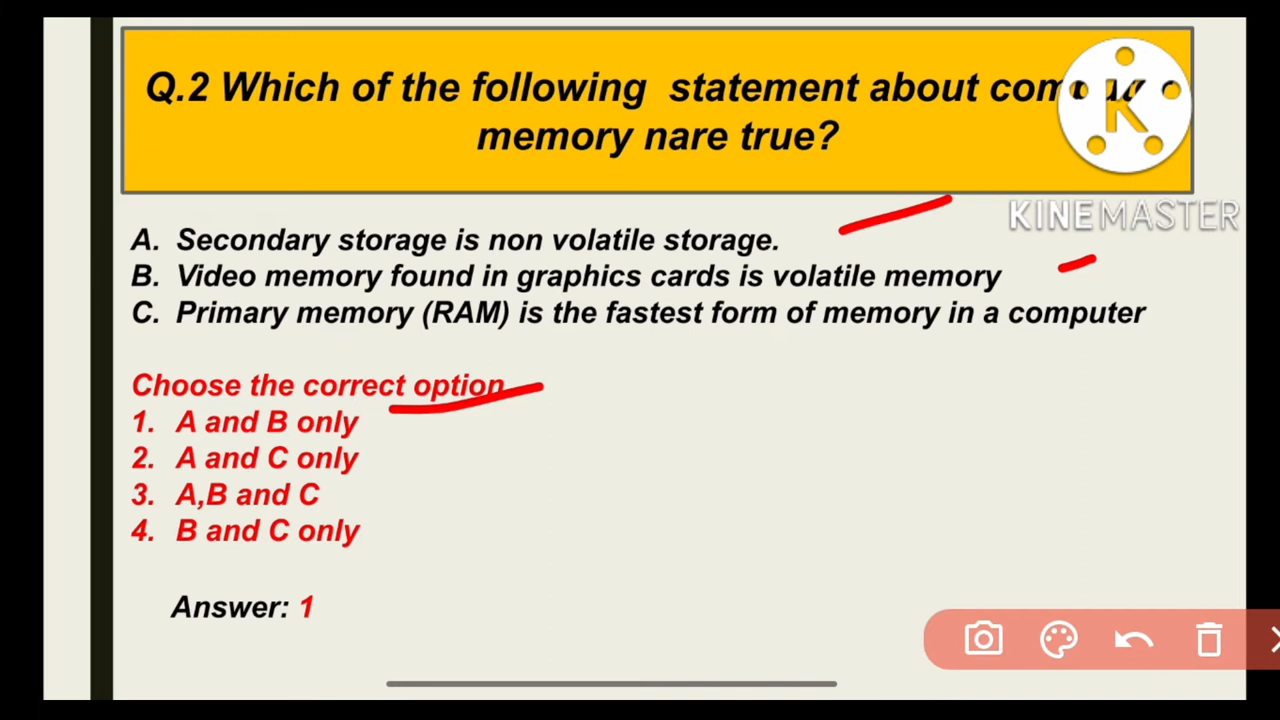 Q.2 Which of the following statement about
memory nare true?
KINEMASTER
A. Secondary storage is non volatile storage.
B. Video memory found in graphics cards is volatile memory
C. Primary memory (RAM) is the fastest form of memory in a computer
Choose the correct option
1. A and B only
2. A and C only
3. A,B and C
4. B and C only
Answer: 1